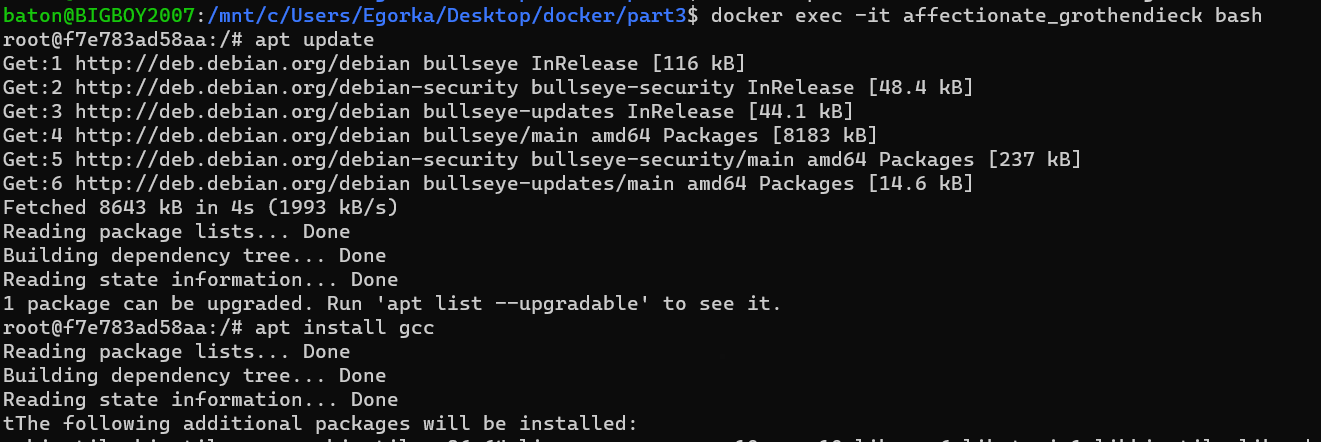 baton@BIGBOY2007:/mnt/c/Users/Egorka/Desktop/docker/part3$ docker exec -it affectionate_grothendieck bash
root@f7e783ad58aa:/# apt update
Get:1 http://deb.debian.org/debian bullseye InRelease [116 kB]
Get:2 http://deb.debian.org/debian-security bullseye-security InRelease [48.4 kB]
Get:3 http://deb.debian.org/debian bullseye-updates InRelease [44.1 kB]
Get:4 http://deb.debian.org/debian bullseye/main amd64 Packages [8183 kB]
Get:5 http://deb.debian.org/debian-security bullseye-security/main amd64 Packages [237 kB]
Get:6 http://deb.debian.org/debian bullseye-updates/main amd64 Packages [14.6 kB]
Fetched 8643 kB in 4s (1993 kB/s)
Reading package lists... Done
Building dependency tree... Done
Reading state information... Done
1 package can be upgraded. Run 'apt list --upgradable' to see it.
root@f7e783ad58aa:/# apt install gcc
Reading package lists... Done
Building dependency tree... Done
Reading state information... Done
tThe following additional packages will be installed: